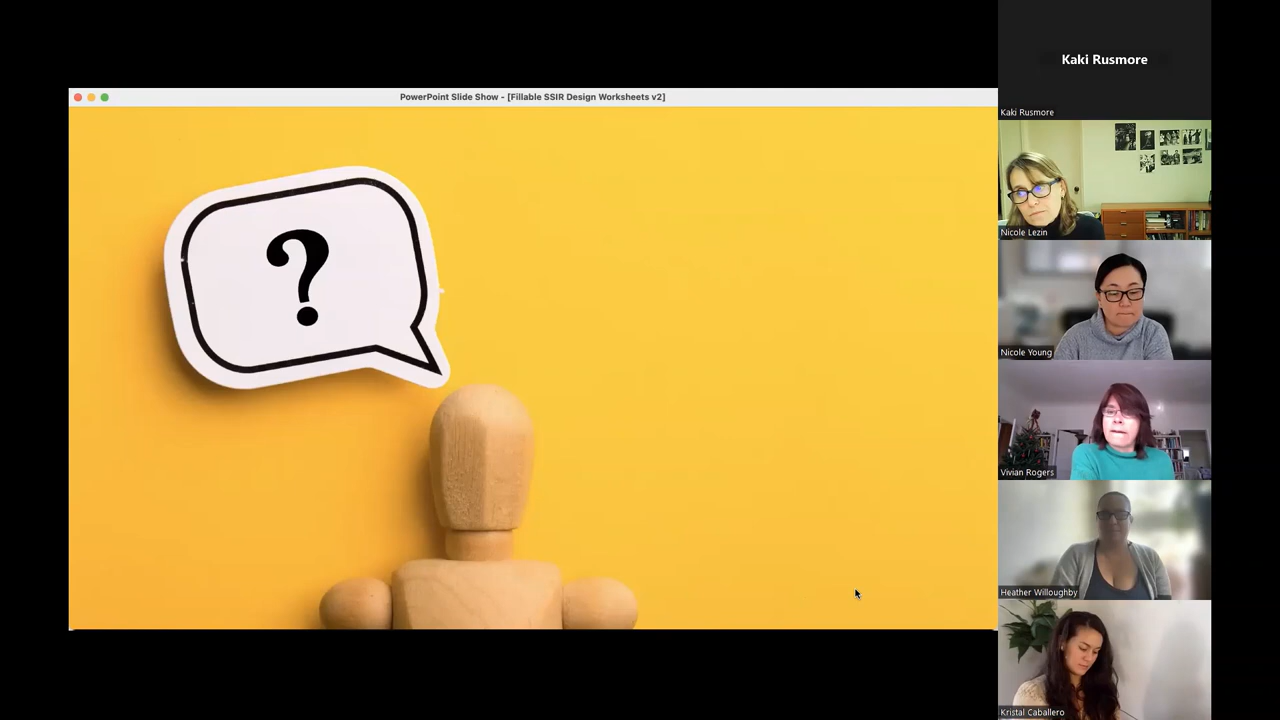 PowerPoint Slide Show - [Fillable SSIR Design Worksheets v2]
?
Kaki Rusmore
Kaki Rusmore
Nicole Lezin
Nicole Young
Vivian Rogers
Heather Willoughby
Kristal Caballero